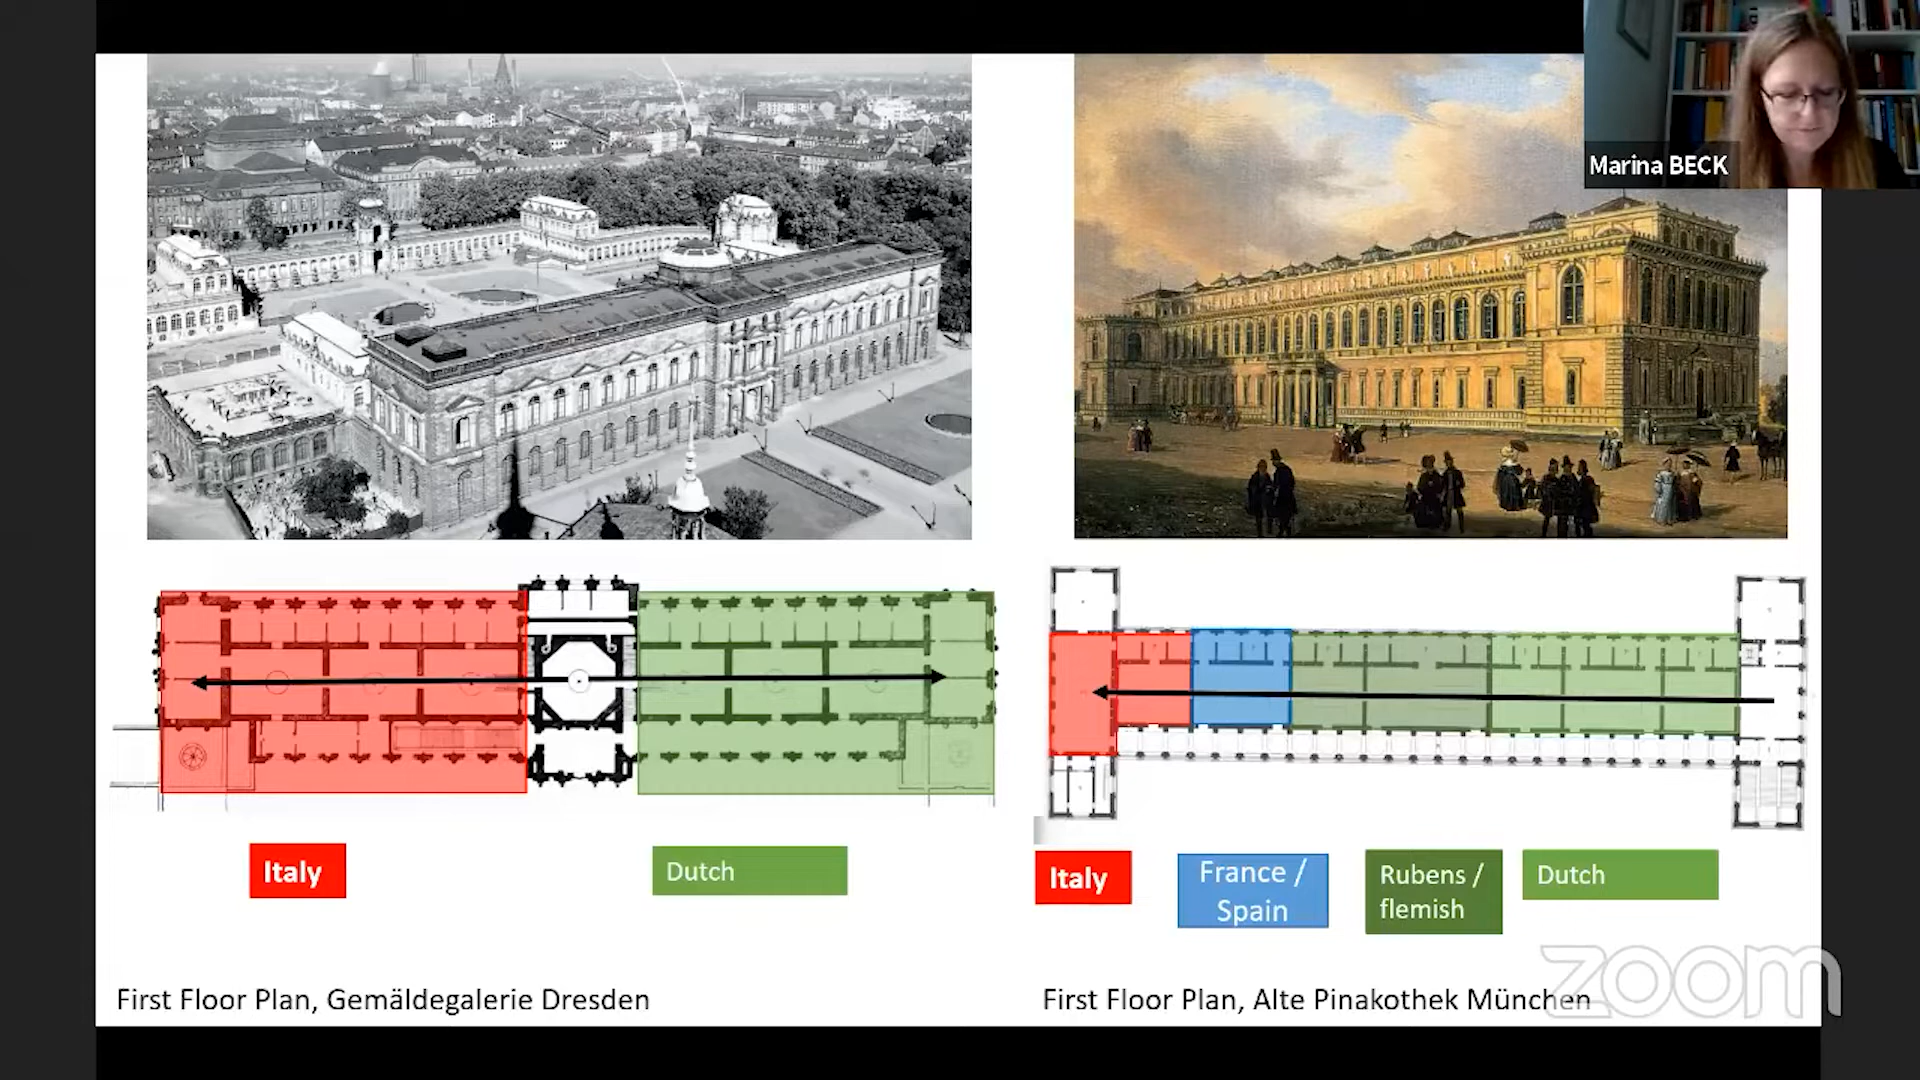 Marina BECK
Italy
Dutch
Italy
France /
Spain
Rubens /
flemish
Dutch
First Floor Plan, Gemäldegalerie Dresden
First Floor Plan, Alte Pinakothek München
zoom